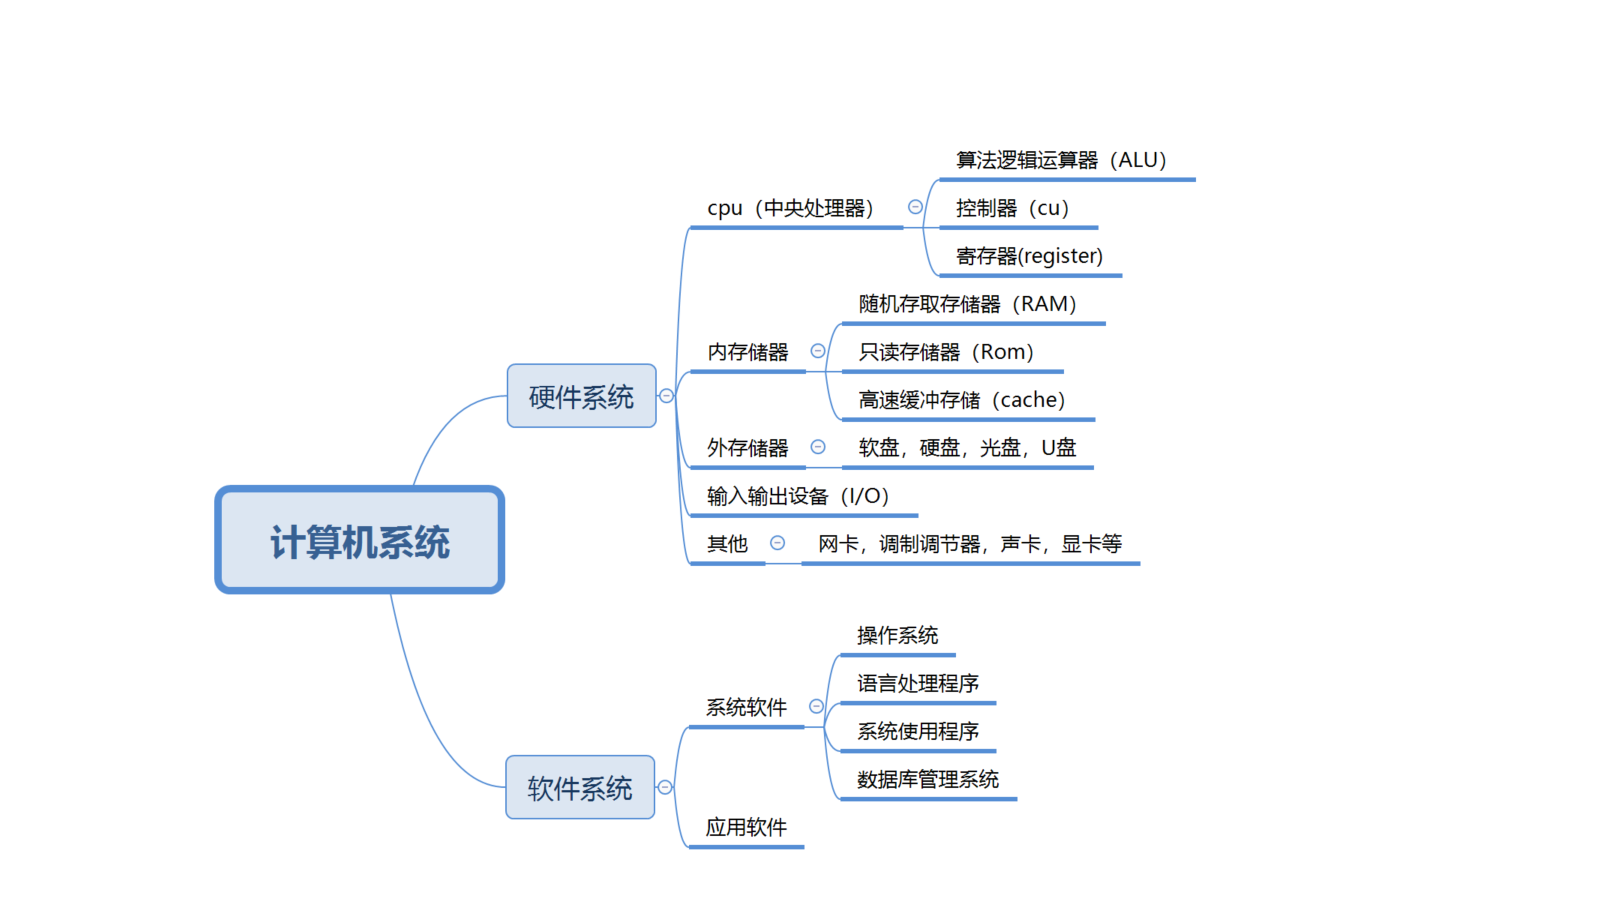 计算机系统
硬件系统
cpu（中央处理器）
算法逻辑运算器（ALU）
控制器（cu）
寄存器(register)
内存储器
随机存取存储器（RAM）
只读存储器（Rom）
高速缓冲存储（cache）
外存储器
软盘，硬盘，光盘，U盘
输入输出设备（I/O）
其他
网卡，调制调节器，声卡，显卡等
软件系统
系统软件
操作系统
语言处理程序
系统使用程序
数据库管理系统
应用软件